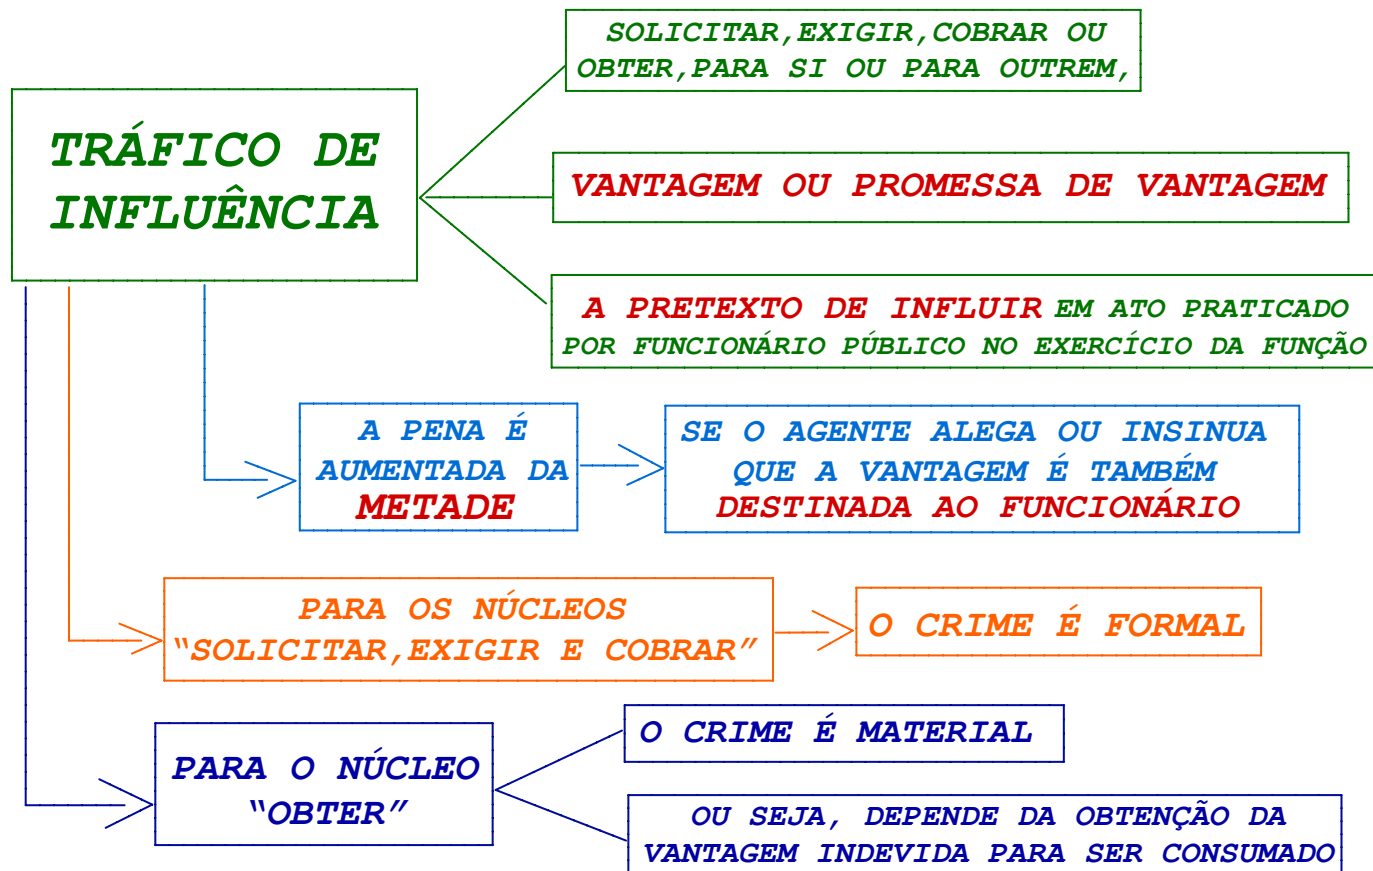 SOLICITAR,EXIGIR,COBRAR OU
OBTER,PARA SI OU PARA OUTREM,
TRÁFICO DE
INFLUÊNCIA
VANTAGEM OU PROMESSA DE VANTAGEM
A PRETEXTO DE INFLUIR EM ATO PRATICADO
POR FUNCIONÁRIO PÚBLICO NO EXERCÍCIO DA FUNÇÃO
A PENA É
AUMENTADA DA
METADE
SE O AGENTE ALEGA OU INSINUA
QUE A VANTAGEM É TAMBÉM
DESTINADA AO FUNCIONÁRIO
PARA OS NÚCLEOS
“SOLICITAR,EXIGIR E COBRAR”
O CRIME É FORMAL
PARA O NÚCLEO
“OBTER”
O CRIME É MATERIAL
OU SEJA, DEPENDE DA OBTENÇÃO DA
VANTAGEM INDEVIDA PARA SER CONSUMADO